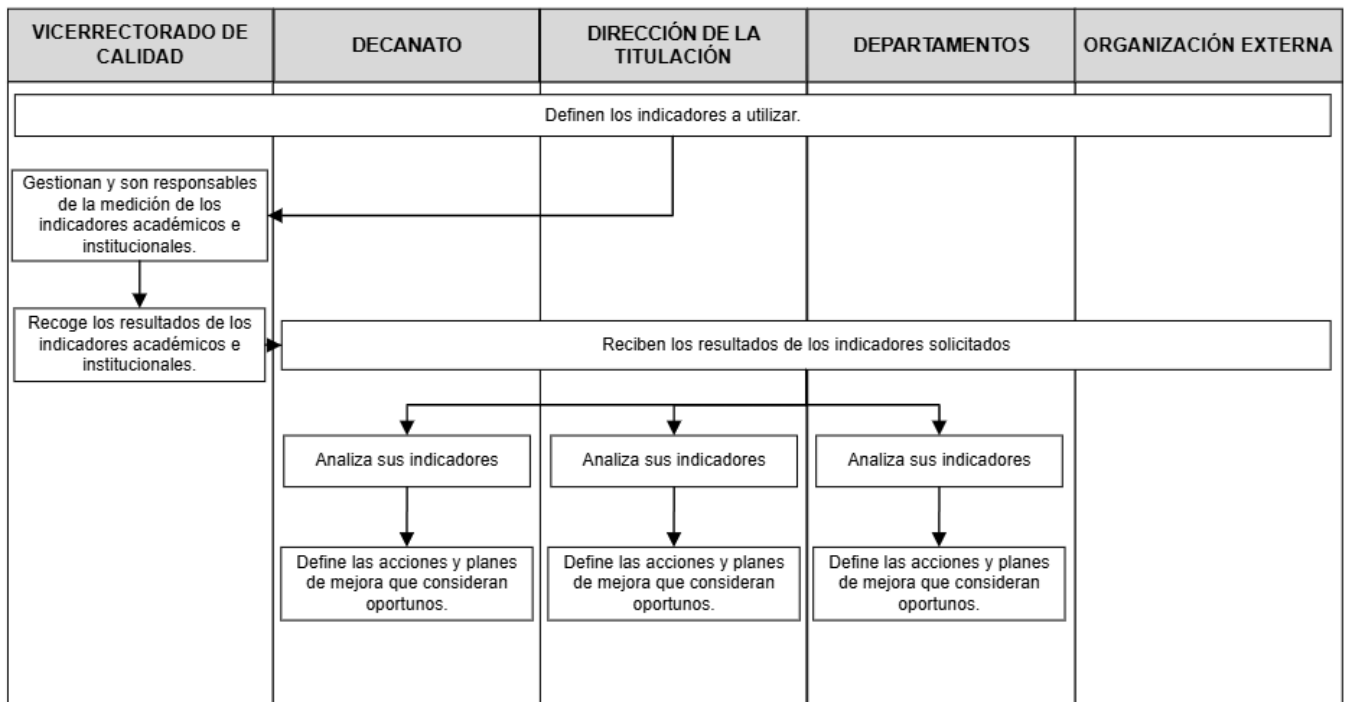 VICERRECTORADO DE
CALIDAD
DECANATO
DIRECCIÓN DE LA
TITULACIÓN
DEPARTAMENTOS
ORGANIZACIÓN EXTERNA
Definen los indicadores a utilizar.
Gestionan y son responsables
de la medición de los
indicadores académicos e
institucionales.
Recoge los resultados de los
indicadores académicos e
institucionales.
Reciben los resultados de los indicadores solicitados
Analiza sus indicadores
Analiza sus indicadores
Analiza sus indicadores
Define las acciones y planes
de mejora que consideran
oportunos.
Define las acciones y planes
de mejora que consideran
oportunos.
Define las acciones y planes
de mejora que consideran
oportunos.